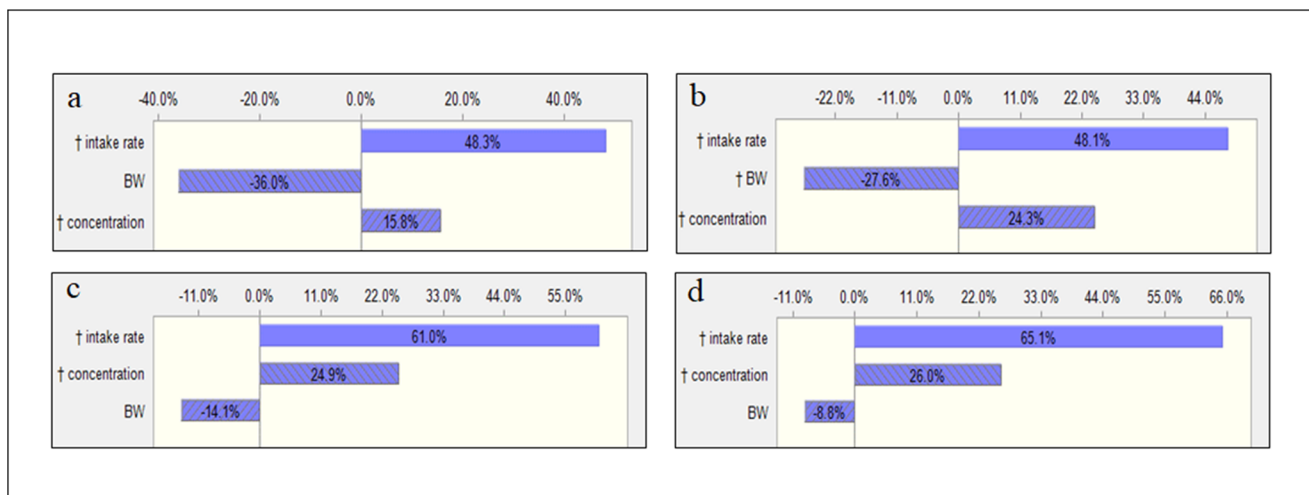 a
-40.0% -20.0% 0.0% 20.0% 40.0%
† intake rate 48.3%
BW -36.0%
† concentration 15.8%
b
-22.0% -11.0% 0.0% 11.0% 22.0% 33.0% 44.0%
† intake rate 48.1%
† BW -27.6%
† concentration 24.3%
c
-11.0% 0.0% 11.0% 22.0% 33.0% 44.0% 55.0%
† intake rate 61.0%
† concentration 24.9%
BW -14.1%
d
-11.0% 0.0% 11.0% 22.0% 33.0% 44.0% 55.0% 66.0%
† intake rate 65.1%
† concentration 26.0%
BW -8.8%